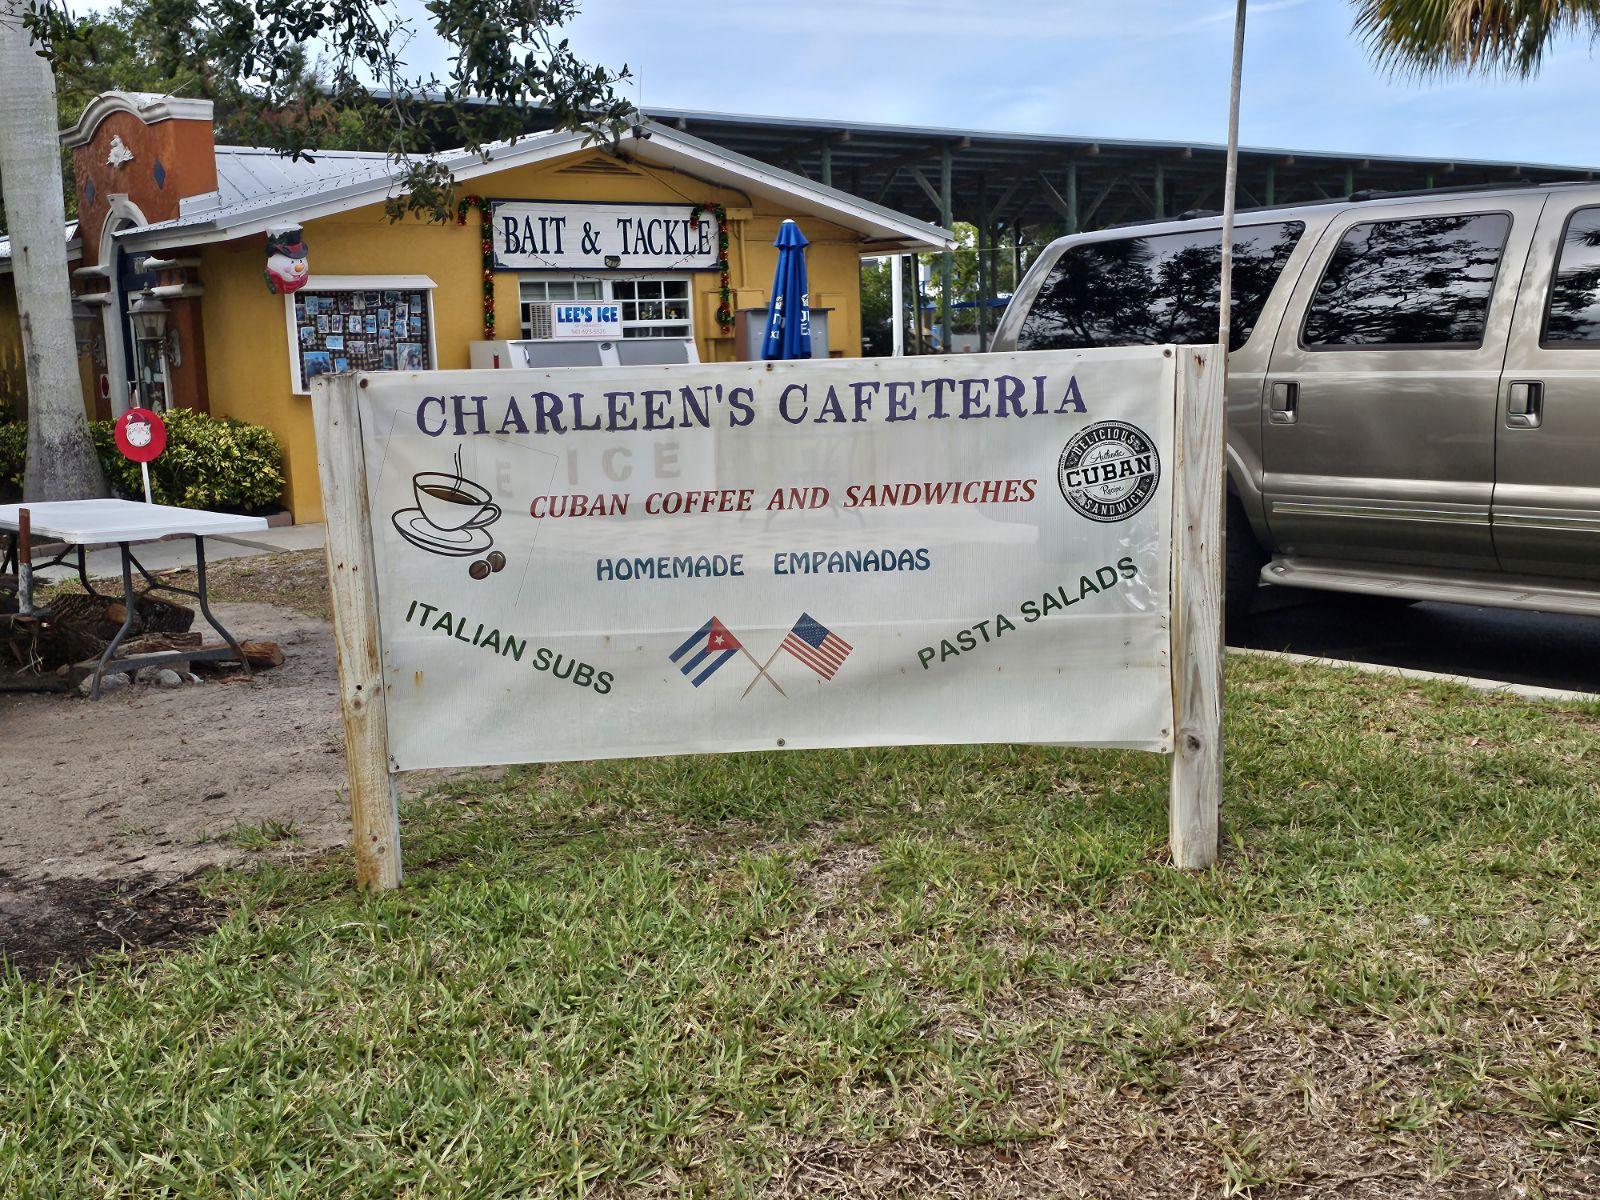 BAIT & TACKLE
LEE'S ICE
CHARLEEN'S CAFETERIA
ICE
CUBAN COFFEE AND SANDWICHES
DELICIOUS
Authentic
CUBAN
Recipe
SANDWICH
HOMEMADE EMPANADAS
ITALIAN SUBS
PASTA SALADS